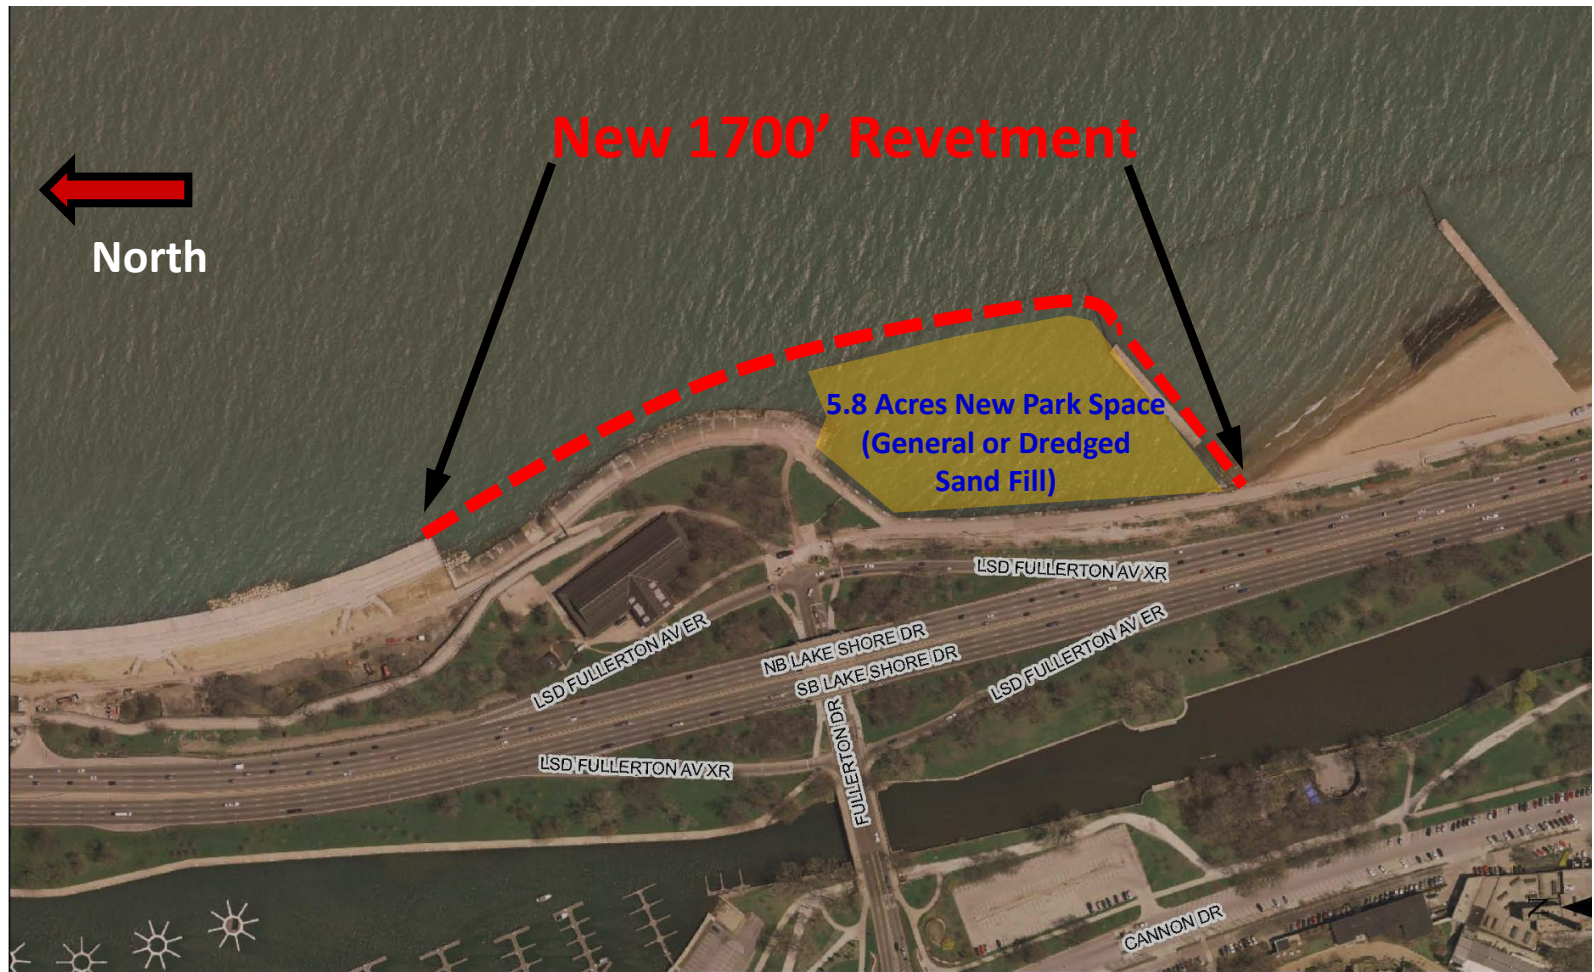 New 1700’ Revetment
North
5.8 Acres New Park Space
(General or Dredged
Sand Fill)
LSD FULLERTON AV XR
LSD FULLERTON AV ER
NB LAKE SHORE DR
SB LAKE SHORE DR
LSD FULLERTON AV ER
LSD FULLERTON AV XR
FULLERTON DR
CANNON DR
N